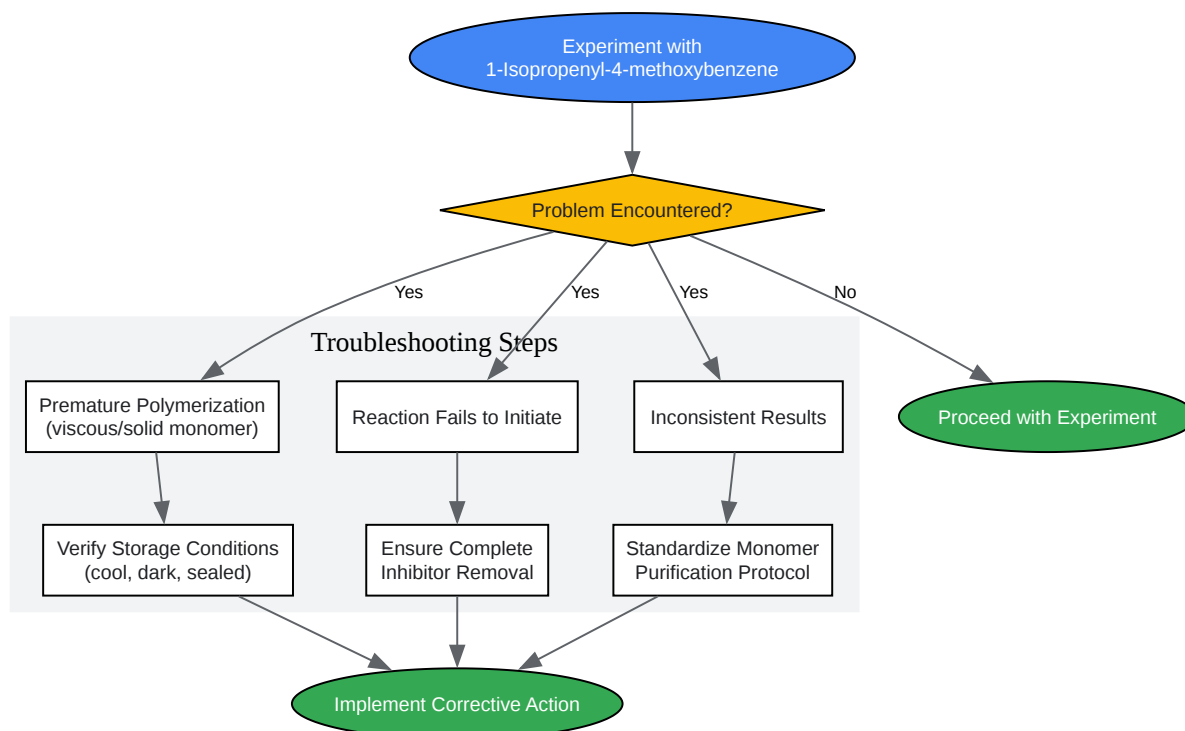 Experiment with
1-Isopropenyl-4-methoxybenzene
Problem Encountered?
Yes
Yes
Yes
No
Troubleshooting Steps
Premature Polymerization
(viscous/solid monomer)
Reaction Fails to Initiate
Inconsistent Results
Proceed with Experiment
Verify Storage Conditions
(cool, dark, sealed)
Ensure Complete
Inhibitor Removal
Standardize Monomer
Purification Protocol
Implement Corrective Action